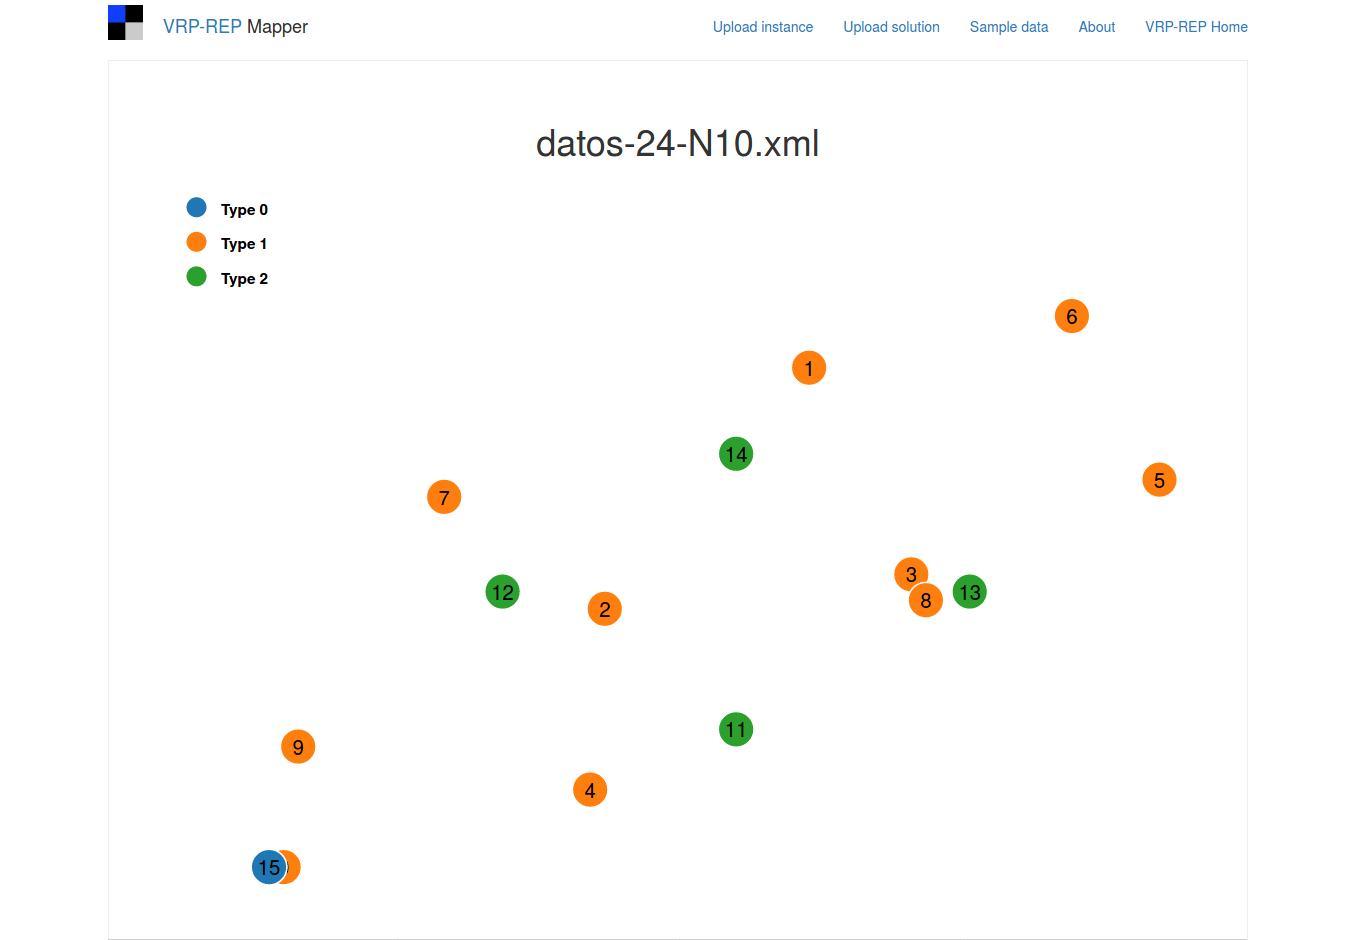 VRP-REP Mapper
Upload instance
Upload solution
Sample data
About
VRP-REP Home
datos-24-N10.xml
Type 0
Type 1
Type 2
6
1
14
5
7
3
12
13
8
2
11
9
4
15